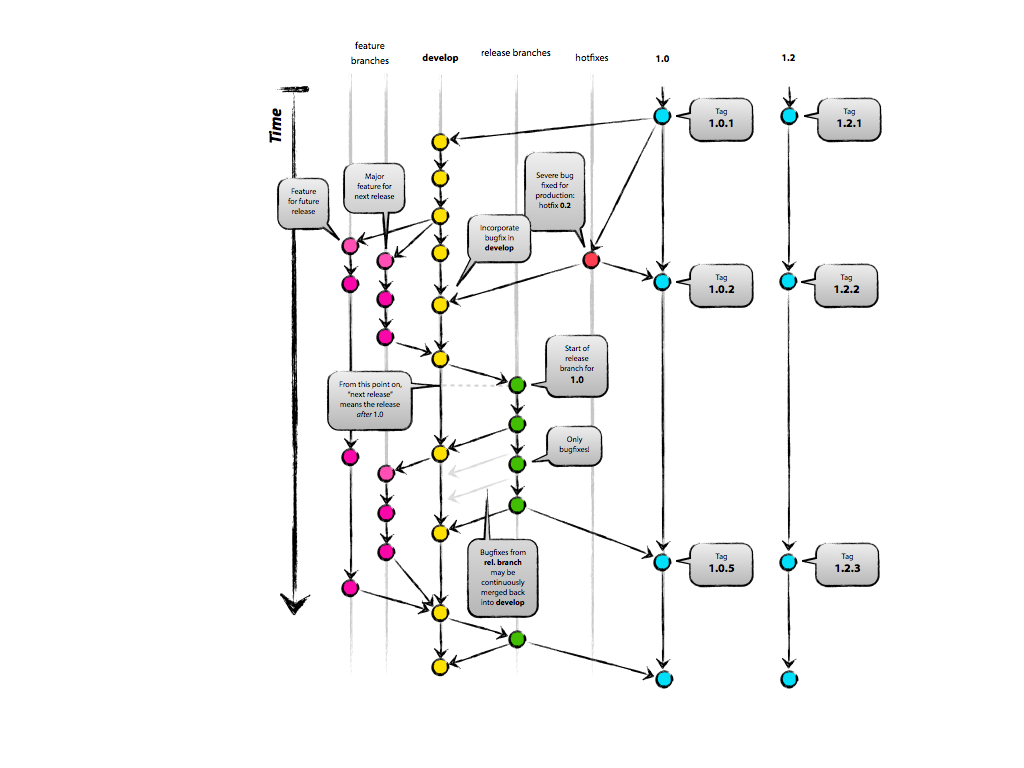 feature
branches
develop
release branches
hotfixes
1.0
1.2
Time
Tag
1.0.1
Tag
1.2.1
Feature
for future
release
Major
feature for
next release
Severe bug
fixed for
production:
hotfix 0.2
Incorporate
bugfix in
develop
Tag
1.0.2
Tag
1.2.2
Start of
release
branch for
1.0
From this point on,
"next release"
means the release
after 1.0
Only
bugfixes!
Bugfixes from
rel. branch
may be
continuously
merged back
into develop
Tag
1.0.5
Tag
1.2.3